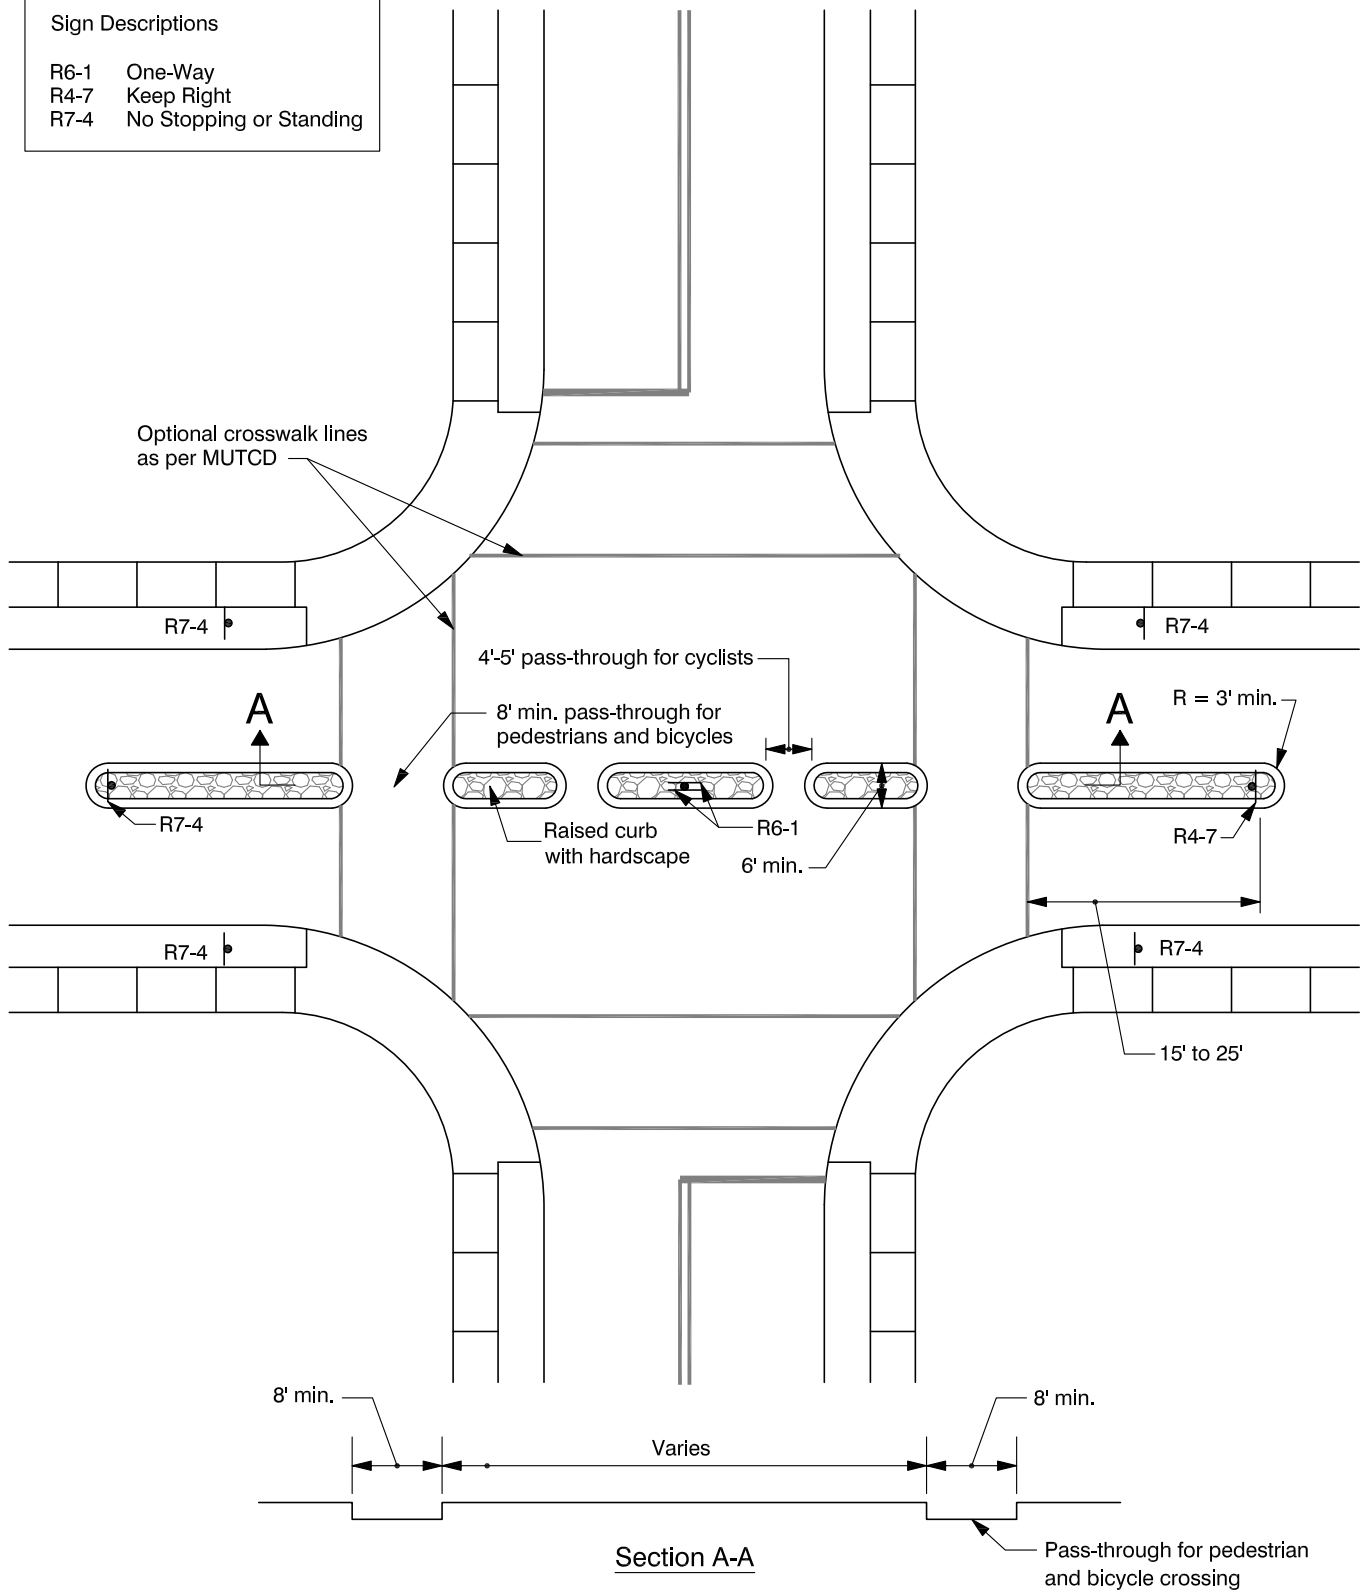 Sign Descriptions
R6-1 One-Way
R4-7 Keep Right
R7-4 No Stopping or Standing
Optional crosswalk lines
as per MUTCD
R7-4
R7-4
4'-5' pass-through for cyclists
8' min. pass-through for
pedestrians and bicycles
A
A
R = 3' min.
R7-4
Raised curb
with hardscape
R6-1
6' min.
R4-7
R7-4
R7-4
15' to 25'
8' min.
Varies
8' min.
Section A-A
Pass-through for pedestrian
and bicycle crossing